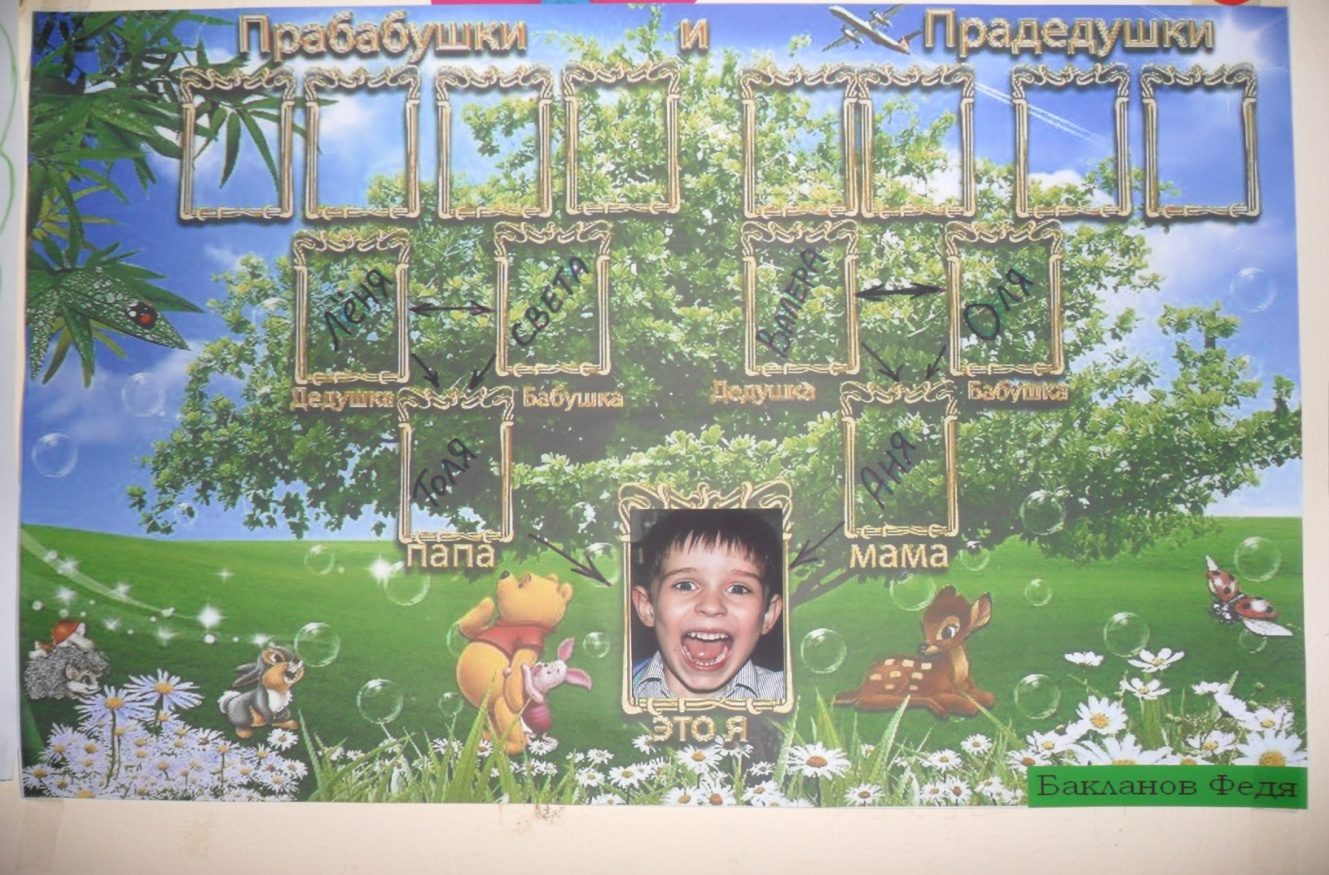 Прабабушки и Прадедушки
Лёня СВЕТА ВАЛЕРА Оля
Дедушка Бабушка Дедушка Бабушка
Толя Аня
папа мама
это я
Бакланов Федя